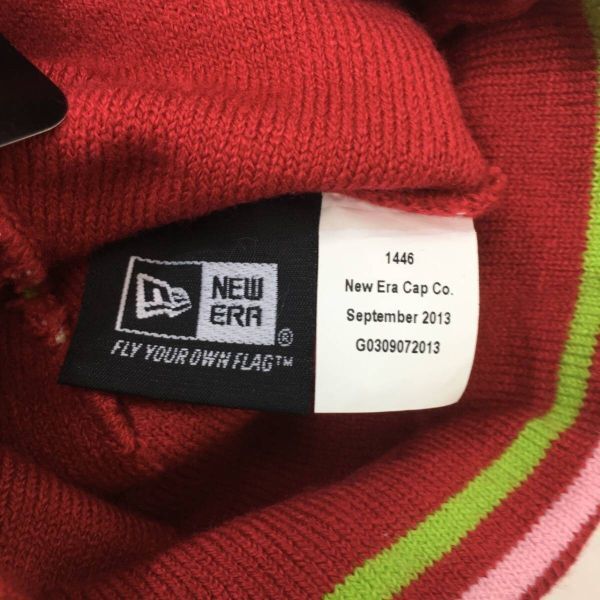 NEW
ERA®
FLY YOUR OWN FLAG™
1446
New Era Cap Co.
September 2013
G0309072013